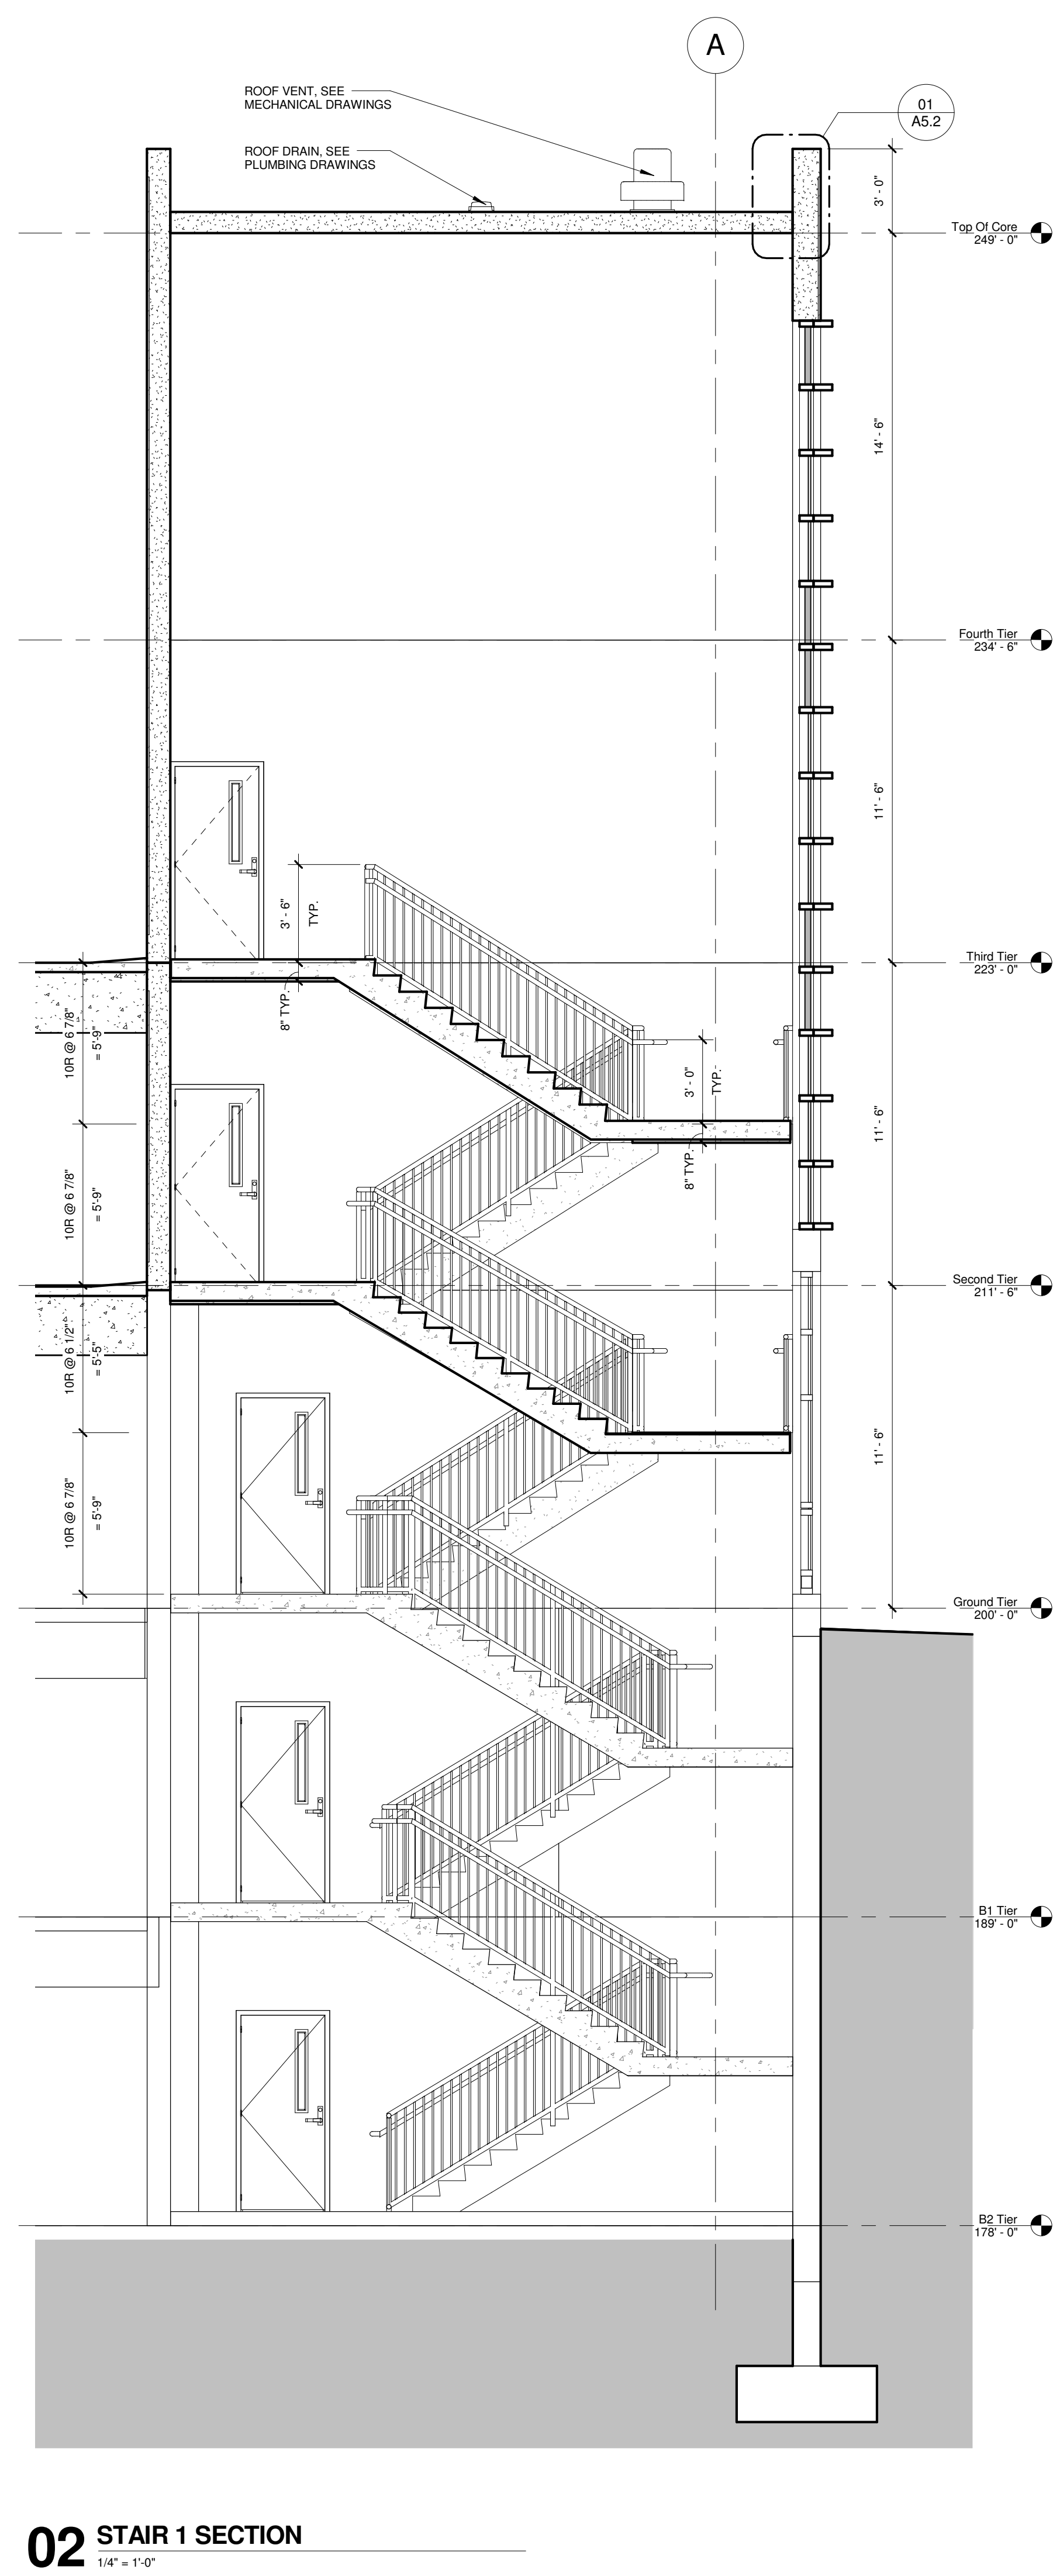 A
ROOF VENT, SEE
MECHANICAL DRAWINGS
01
A5.2
ROOF DRAIN, SEE
PLUMBING DRAWINGS
3' - 0"
Top Of Core
249' - 0"
14' - 6"
Fourth Tier
234' - 6"
11' - 6"
3' - 6"
TYP.
Third Tier
223' - 0"
8" TYP.
10R @ 6 7/8"
= 5'-9"
3' - 0"
TYP.
11' - 6"
8" TYP.
10R @ 6 7/8"
= 5'-9"
Second Tier
211' - 6"
10R @ 6 1/2"
= 5'-5"
11' - 6"
10R @ 6 7/8"
= 5'-9"
Ground Tier
200' - 0"
B1 Tier
189' - 0"
B2 Tier
178' - 0"
02
STAIR 1 SECTION
1/4" = 1'-0"